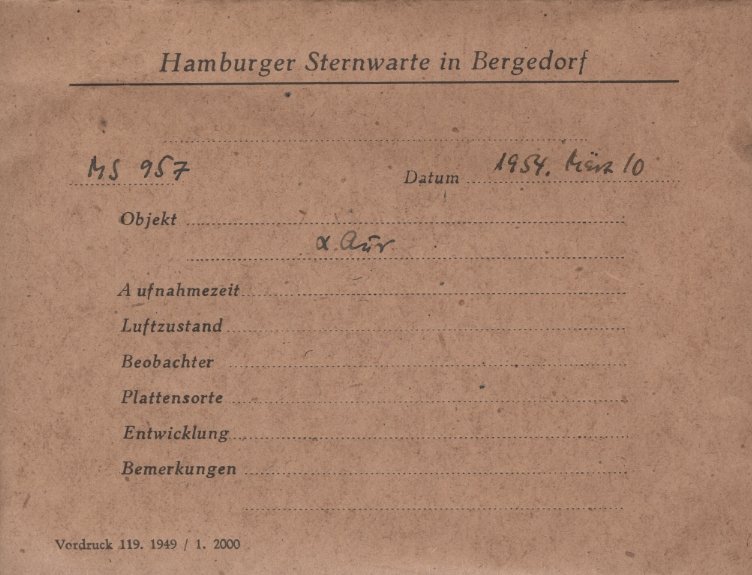 Hamburger Sternwarte in Bergedorf
MS 957 Datum 1954. März 10
Objekt
α Aur
Aufnahmezeit
Luftzustand
Beobachter
Plattensorte
Entwicklung
Bemerkungen
Vordruck 119. 1949 / 1. 2000